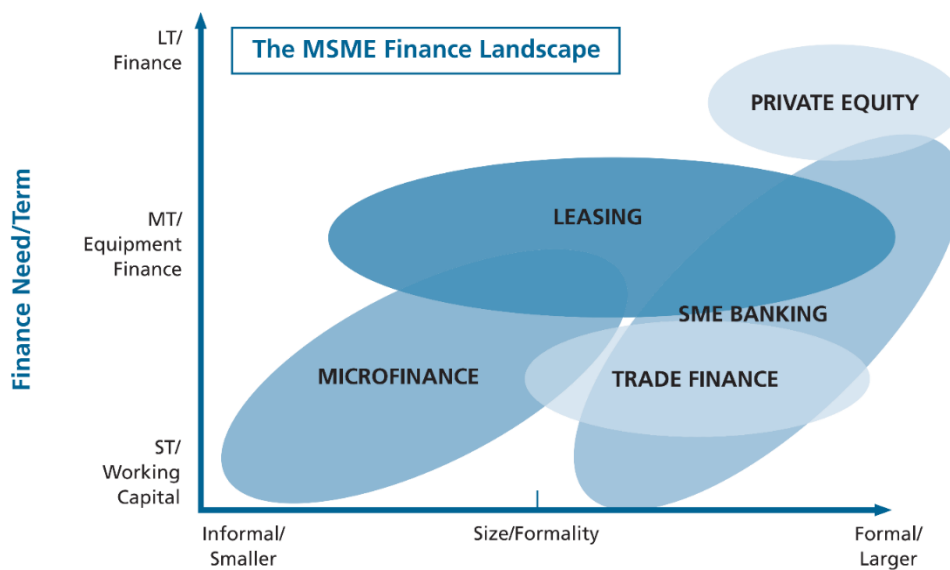 The MSME Finance Landscape
Finance Need/Term
LT/
Finance
MT/
Equipment
Finance
ST/
Working
Capital
PRIVATE EQUITY
LEASING
SME BANKING
MICROFINANCE
TRADE FINANCE
Informal/
Smaller
Size/Formality
Formal/
Larger